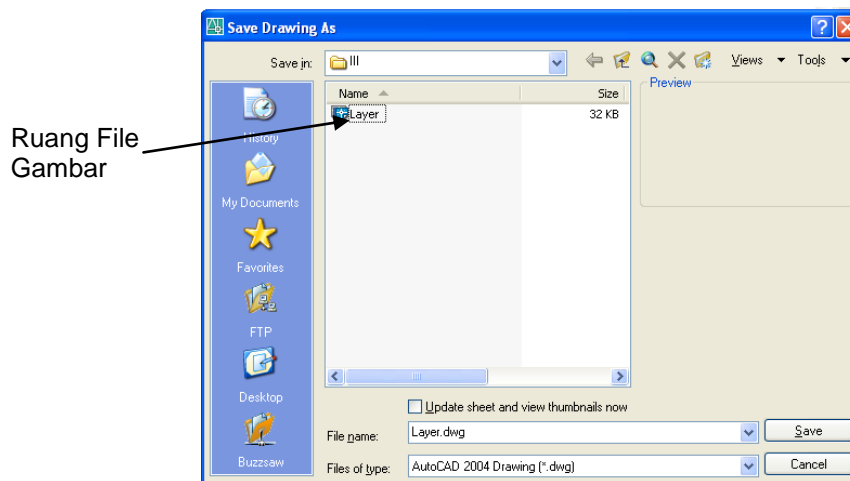 Save Drawing As
Save in: III Views Tools
Name Size Preview
Layer 32 KB
Ruang File
Gambar
History
My Documents
Favorites
FTP
Desktop
Buzzsaw
Update sheet and view thumbnails now
File name: Layer.dwg Save
Files of type: AutoCAD 2004 Drawing (*.dwg) Cancel